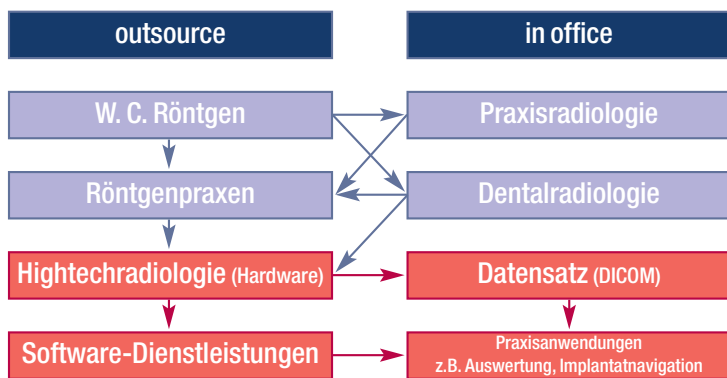 outsource
in office
W. C. Röntgen
Praxisradiologie
Röntgenpraxen
Dentalradiologie
Hightechradiologie (Hardware)
Datensatz (DICOM)
Software-Dienstleistungen
Praxisanwendungen
z.B. Auswertung, Implantatnavigation